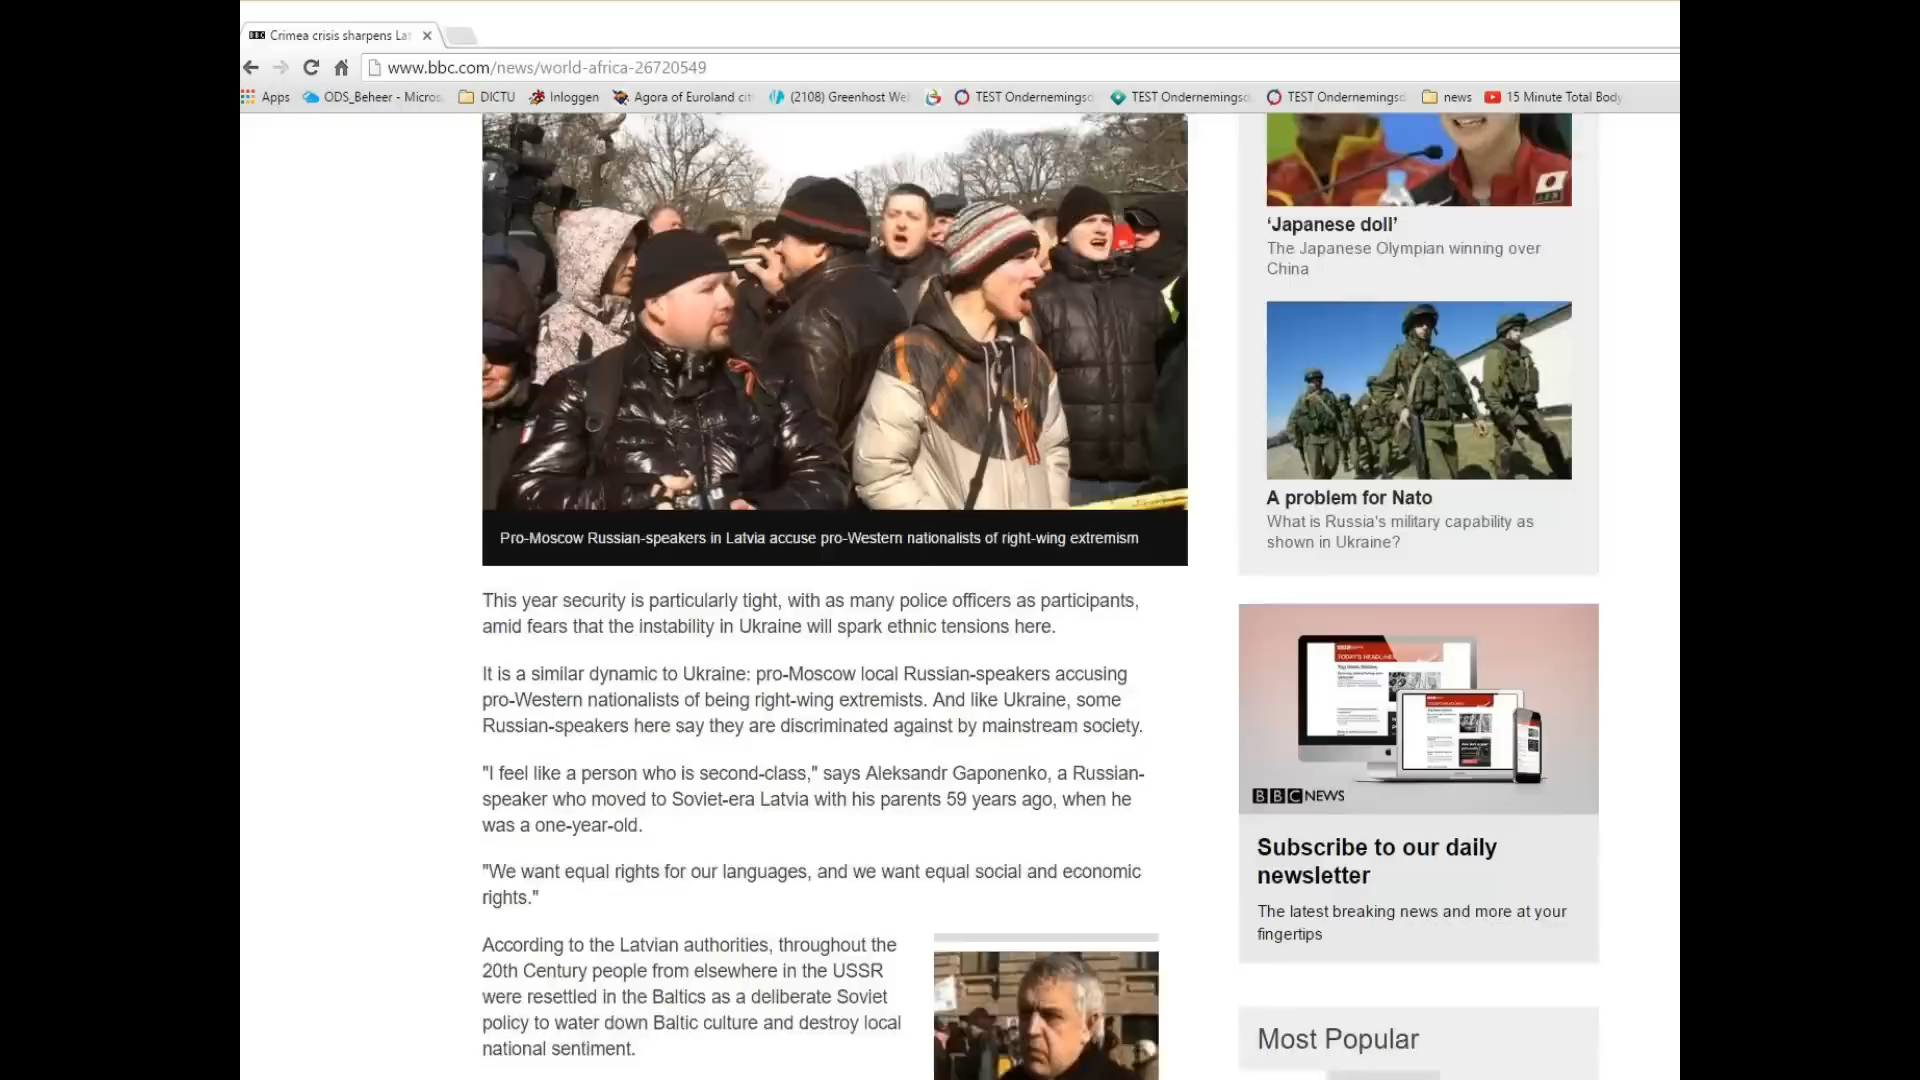 Crimea crisis sharpens Lat
www.bbc.com/news/world-africa-26720549
Apps
ODS_Beheer - Micros
DICTU
Inloggen
Agora of Euroland cit
(2108) Greenhost We
TEST Ondernemingsd
TEST Ondernemingsd
TEST Ondernemingsd
news
15 Minute Total Body
Pro-Moscow Russian-speakers in Latvia accuse pro-Western nationalists of right-wing extremism
This year security is particularly tight, with as many police officers as participants,
amid fears that the instability in Ukraine will spark ethnic tensions here.
It is a similar dynamic to Ukraine: pro-Moscow local Russian-speakers accusing
pro-Western nationalists of being right-wing extremists. And like Ukraine, some
Russian-speakers here say they are discriminated against by mainstream society.
"I feel like a person who is second-class," says Aleksandr Gaponenko, a Russian-
speaker who moved to Soviet-era Latvia with his parents 59 years ago, when he
was a one-year-old.
"We want equal rights for our languages, and we want equal social and economic
rights."
According to the Latvian authorities, throughout the
20th Century people from elsewhere in the USSR
were resettled in the Baltics as a deliberate Soviet
policy to water down Baltic culture and destroy local
national sentiment.
‘Japanese doll’
The Japanese Olympian winning over
China
A problem for Nato
What is Russia's military capability as
shown in Ukraine?
TODAY'S HEADLINES
BBC NEWS
Subscribe to our daily
newsletter
The latest breaking news and more at your
fingertips
Most Popular